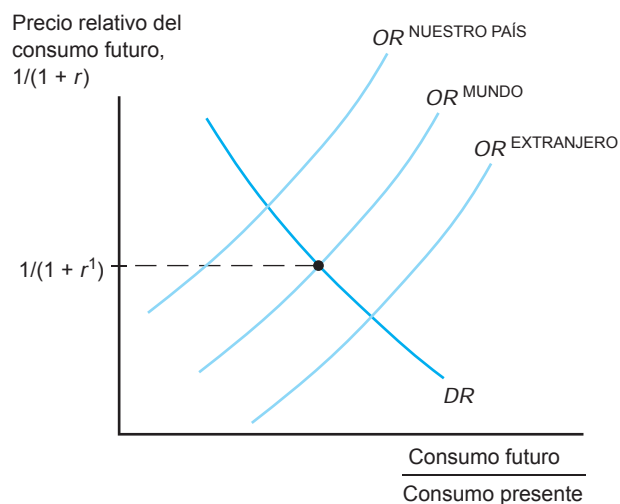 Precio relativo del
consumo futuro,
1/(1 + r)
OR NUESTRO PAÍS
OR MUNDO
OR EXTRANJERO
1/(1 + r¹)
DR
Consumo futuro
Consumo presente